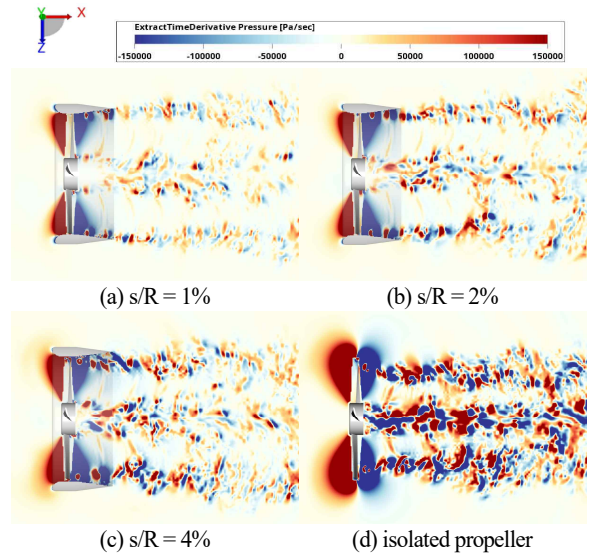 Y
X
Z
ExtractTimeDerivative Pressure [Pa/sec]
-150000 -100000 -50000 0 50000 100000 150000
(a) s/R = 1% (b) s/R = 2%
(c) s/R = 4% (d) isolated propeller